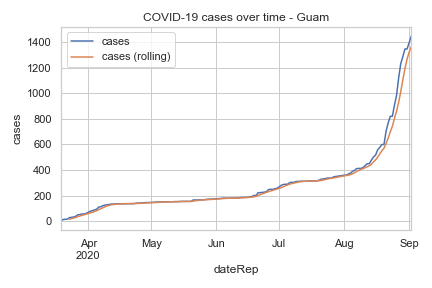 COVID-19 cases over time - Guam
cases
cases (rolling)
1400
1200
1000
800
600
400
200
0
cases
Apr
2020
May
Jun
Jul
Aug
Sep
dateRep